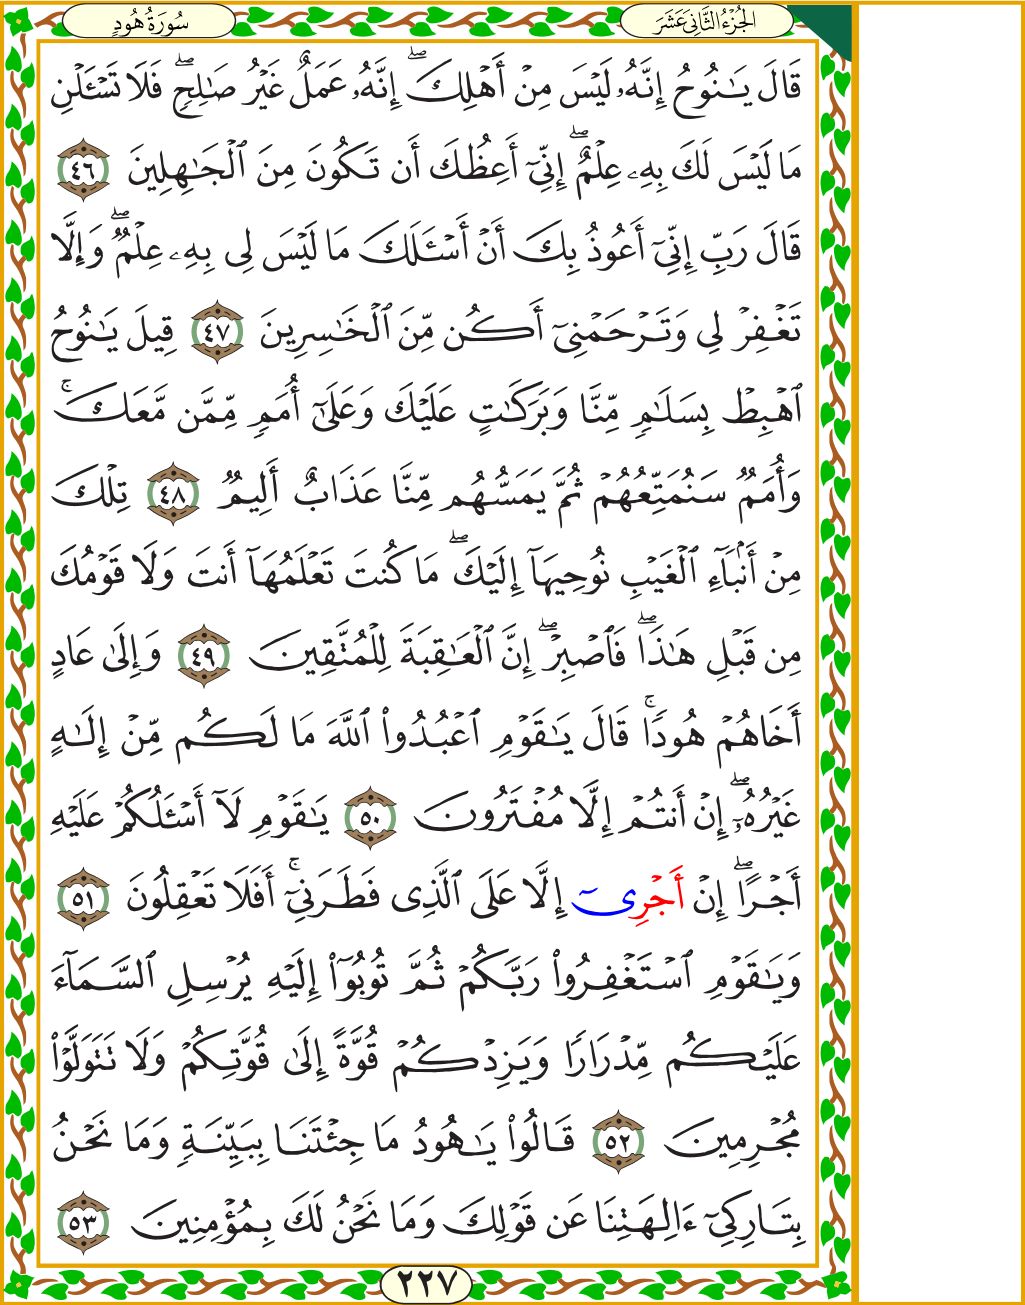 الجُزْءُ الثَّانِيَ عَشَرَ
سُورَةُ هُودٍ
قَالَ يَـٰنُوحُ إِنَّهُۥ لَيۡسَ مِنۡ أَهۡلِكَۖ إِنَّهُۥ عَمَلٌ غَيۡرُ صَـٰلِحٖۖ فَلَا تَسۡـَٔلۡنِ
مَا لَيۡسَ لَكَ بِهِۦ عِلۡمٌۖ إِنِّيٓ أَعِظُكَ أَن تَكُونَ مِنَ ٱلۡجَـٰهِلِينَ ٤٦
قَالَ رَبِّ إِنِّيٓ أَعُوذُ بِكَ أَنۡ أَسۡـَٔلَكَ مَا لَيۡسَ لِي بِهِۦ عِلۡمٞۖ وَإِلَّا
تَغۡفِرۡ لِي وَتَرۡحَمۡنِيٓ أَكُن مِّنَ ٱلۡخَـٰسِرِينَ ٤٧ قِيلَ يَـٰنُوحُ
ٱهۡبِطۡ بِسَلَـٰمٖ مِّنَّا وَبَرَكَـٰتٍ عَلَيۡكَ وَعَلَىٰٓ أُمَمٖ مِّمَّن مَّعَكَۚ
وَأُمَمٞ سَنُمَتِّعُهُمۡ ثُمَّ يَمَسُّهُم مِّنَّا عَذَابٌ أَلِيمٞ ٤٨ تِلۡكَ
مِنۡ أَنۢبَآءِ ٱلۡغَيۡبِ نُوحِيهَآ إِلَيۡكَۖ مَا كُنتَ تَعۡلَمُهَآ أَنتَ وَلَا قَوۡمُكَ
مِن قَبۡلِ هَـٰذَاۖ فَٱصۡبِرۡۖ إِنَّ ٱلۡعَـٰقِبَةَ لِلۡمُتَّقِينَ ٤٩ وَإِلَىٰ عَادٍ
أَخَاهُمۡ هُودٗاۚ قَالَ يَـٰقَوۡمِ ٱعۡبُدُواْ ٱللَّهَ مَا لَكُم مِّنۡ إِلَـٰهٍ
غَيۡرُهُۥٓۖ إِنۡ أَنتُمۡ إِلَّا مُفۡتَرُونَ ٥٠ يَـٰقَوۡمِ لَآ أَسۡـَٔلُكُمۡ عَلَيۡهِ
أَجۡرًاۖ إِنۡ أَجۡرِيٓ إِلَّا عَلَى ٱلَّذِي فَطَرَنِيٓۚ أَفَلَا تَعۡقِلُونَ ٥١
وَيَـٰقَوۡمِ ٱسۡتَغۡفِرُواْ رَبَّكُمۡ ثُمَّ تُوبُوٓاْ إِلَيۡهِ يُرۡسِلِ ٱلسَّمَآءَ
عَلَيۡكُم مِّدۡرَارٗا وَيَزِدۡكُمۡ قُوَّةً إِلَىٰ قُوَّتِكُمۡ وَلَا تَتَوَلَّوۡاْ
مُجۡرِمِينَ ٥٢ قَالُواْ يَـٰهُودُ مَا جِئۡتَنَا بِبَيِّنَةٖ وَمَا نَحۡنُ
بِتَارِكِيٓ ءَالِهَتِنَا عَن قَوۡلِكَ وَمَا نَحۡنُ لَكَ بِمُؤۡمِنِينَ ٥٣
٢٢٧